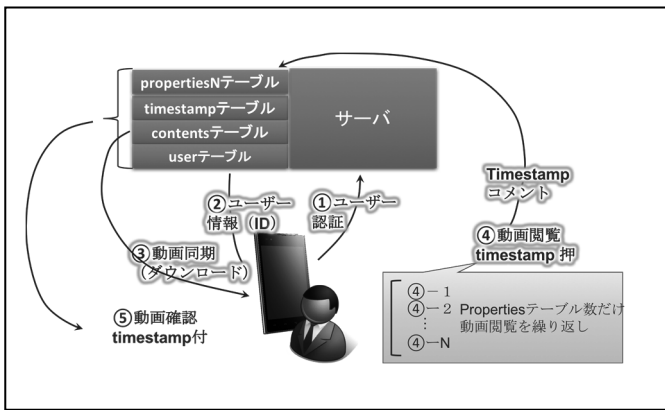 propertiesNテーブル
timestampテーブル
contentsテーブル
userテーブル
サーバ
Timestamp
コメント
②ユーザー
情報（ID）
①ユーザー
認証
④動画閲覧
timestamp 押
③動画同期
（ダウンロード）
④－１
④－２ Propertiesテーブル数だけ
動画閲覧を繰り返し
⋮
④－N
⑤動画確認
timestamp付